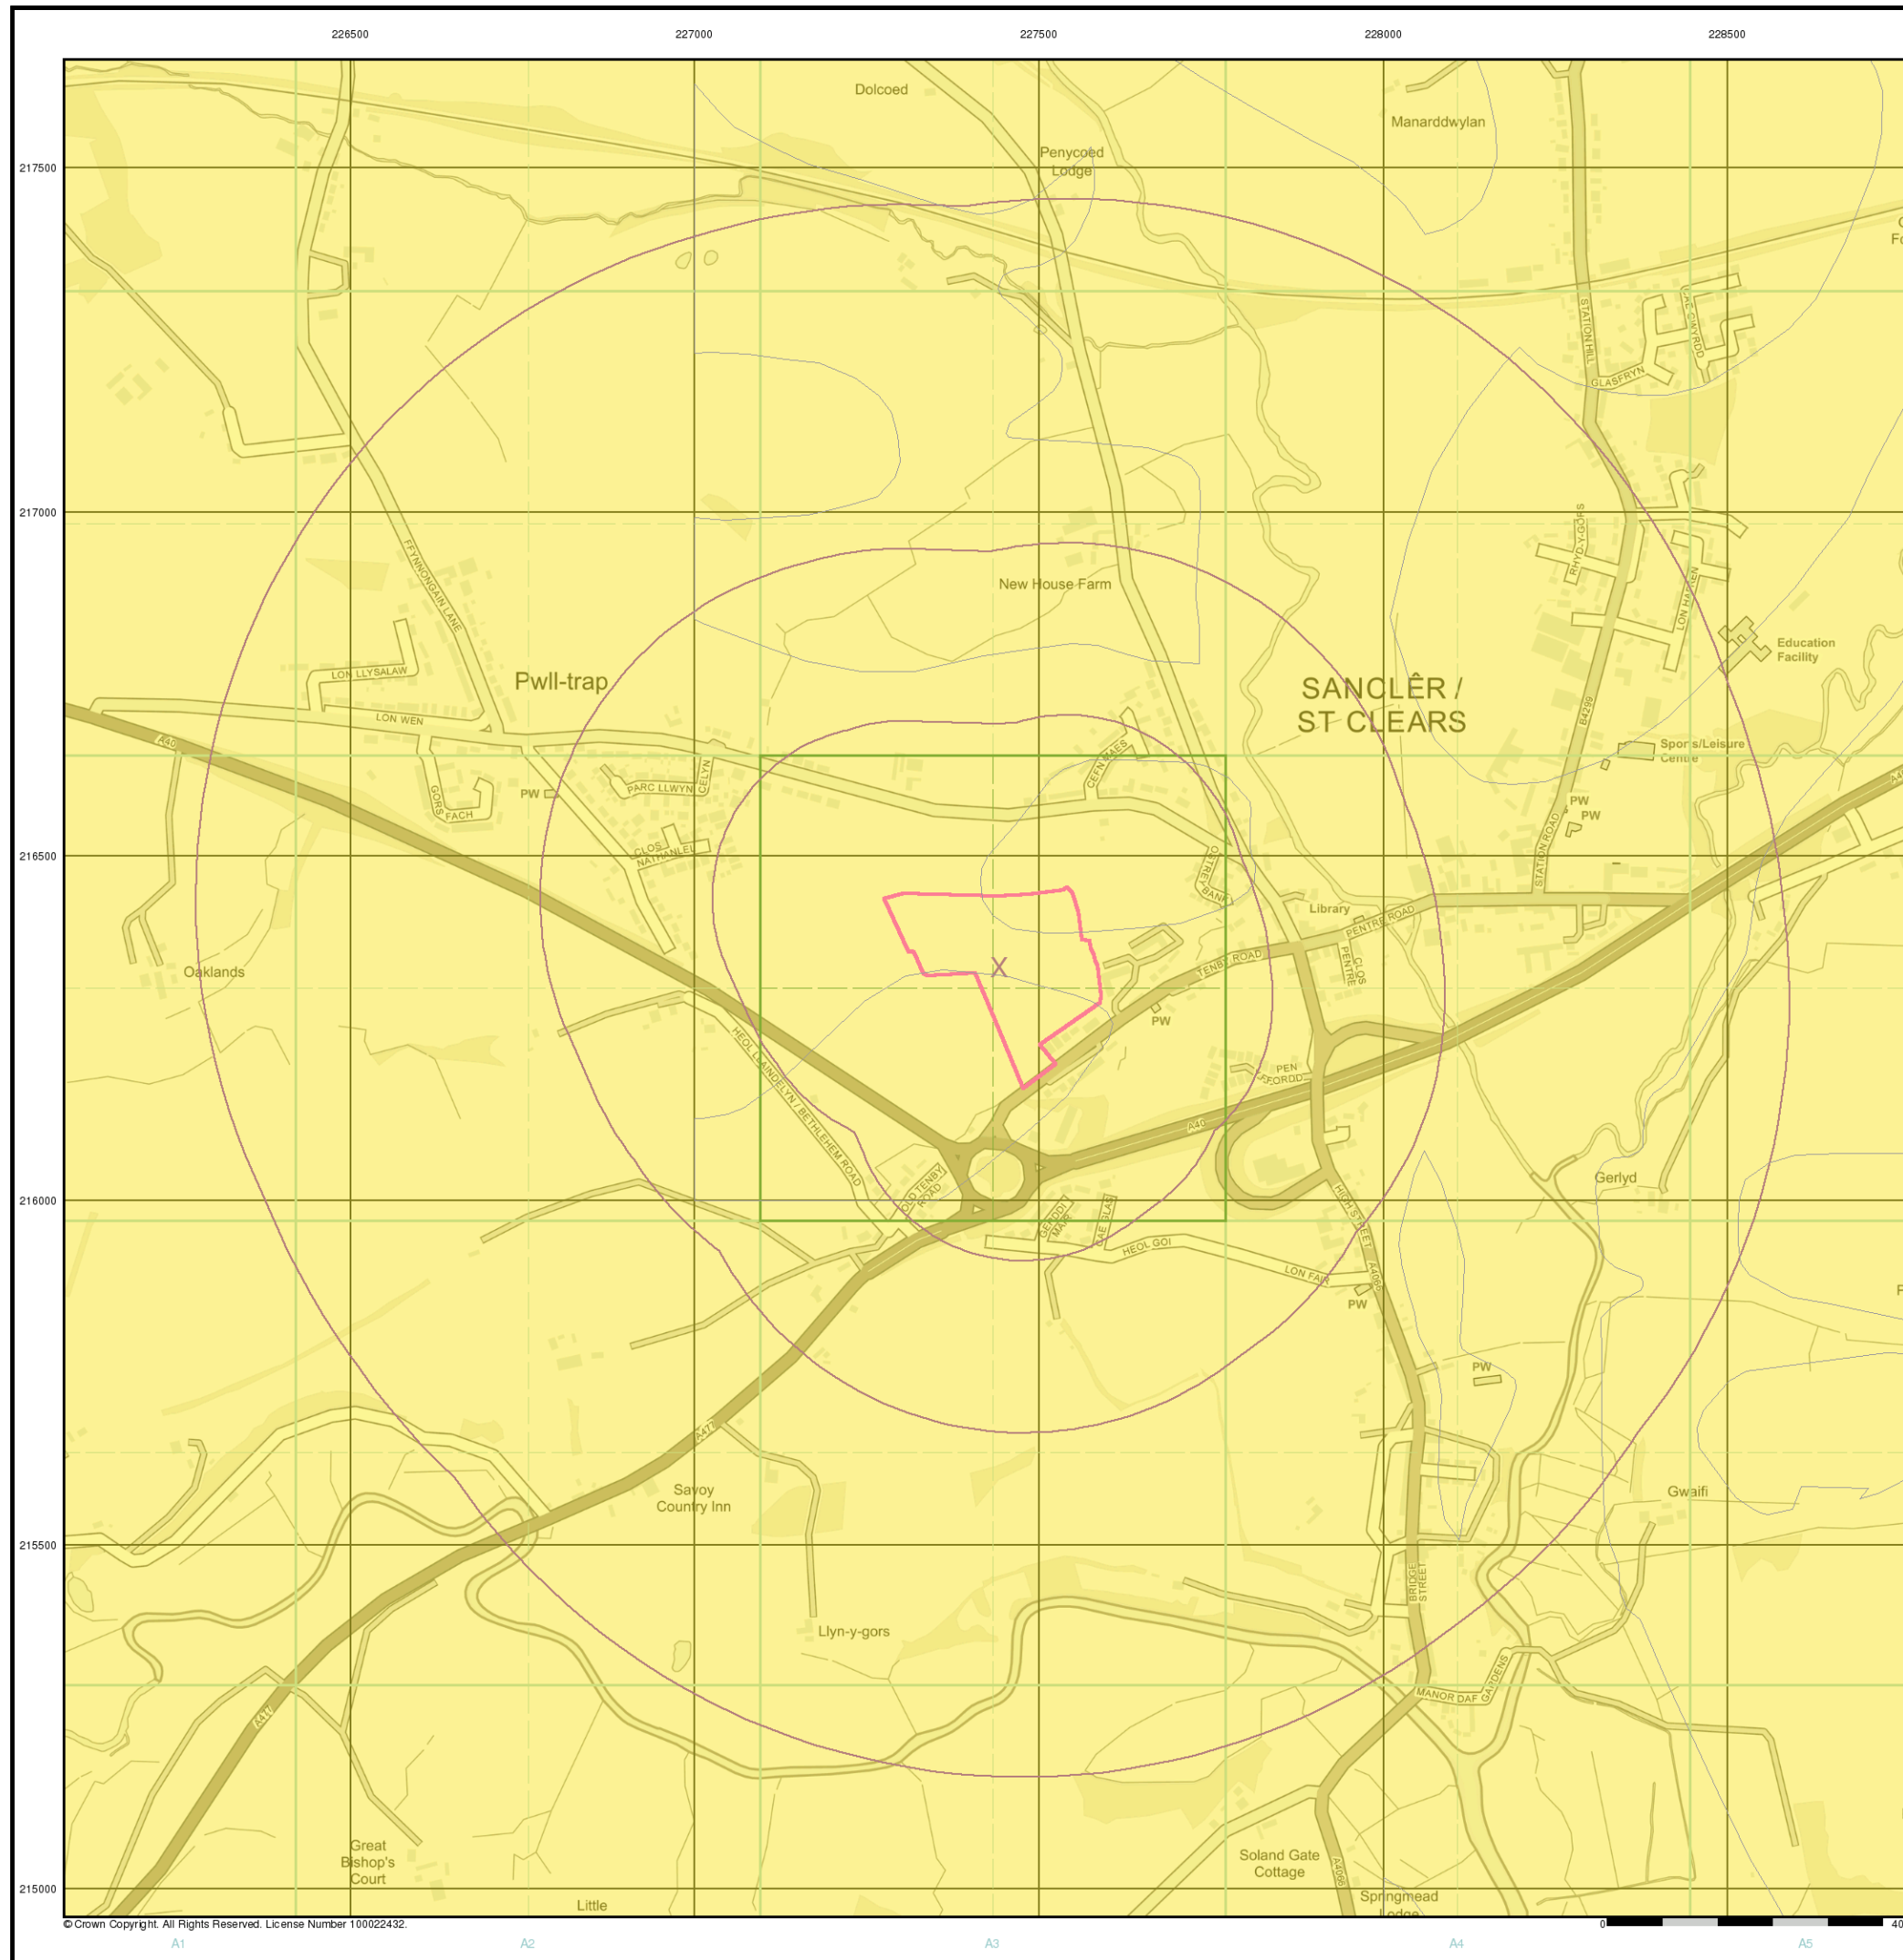 226500 227000 227500 228000 228500
Dolcoed
Manarddwylan
Penycoed
Lodge
217500
STATION HILL
CAE GWYRDD
GLASFRYN
217000
RHYD-Y-GORS
FFYNNONGAIN LANE
New House Farm
LON HAFREN
Education
Facility
LON LLYSALAW
Pwll-trap
SANCLÊR /
ST CLEARS
LON WEN
B4299
A40
Sports/Leisure
Centre
CEFN MAES
PARC LLWYN
CELYN
PW
GORS
FACH
PW
PW
STATION ROAD
CLOS
NATHANLEL
216500
OSTREY
BANK
Library
PENTRE ROAD
TENBY ROAD
CLOS
PENTRE
Oaklands
X
PW
HEOL LLAINDELYN / BETHLEHEM ROAD
PEN
FFORDD
A40
OLD TENBY
ROAD
216000
Gerlyd
HIGH STREET
GERDDI
MAIR
CAE GLAS
HEOL GOI
LON FAIR
A4066
PW
PW
A477
Savoy
Country Inn
Gwaifi
215500
BRIDGE
STREET
Llyn-y-gors
MANOR DAF GARDENS
A477
Great
Bishop's
Court
Soland Gate
Cottage
A4066
215000
Little
Springmead
Lodge
© Crown Copyright. All Rights Reserved. License Number 100022432.
0
A1 A2 A3 A4 A5